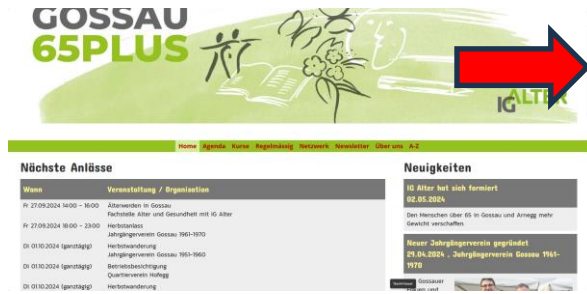 GOSSAU
65PLUS
IG ALTER
Home Agenda Kurse Regelmässig Netzwerk Newsletter Über uns A-Z
Nächste Anlässe
Wann Veranstaltung / Organisation
Fr 27.09.2024 14:00 - 16:00 Älterwerden in Gossau
Fachstelle Alter und Gesundheit mit IG Alter
Fr 27.09.2024 18:00 - 23:00 Herbstanlass
Jahrgängerverein Gossau 1961-1970
Di 01.10.2024 (ganztägig) Herbstwanderung
Jahrgängerverein Gossau 1951-1960
Di 01.10.2024 (ganztägig) Betriebsbesichtigung
Quartierverein Hofegg
Di 01.10.2024 (ganztägig) Herbstwanderung
Neuigkeiten
IG Alter hat sich formiert
02.05.2024
Den Menschen über 65 in Gossau und Arnegg mehr
Gewicht verschaffen.
Neuer Jahrgängerverein gegründet
29.04.2024 , Jahrgängerverein Gossau 1961-
1970
Gossauer
und